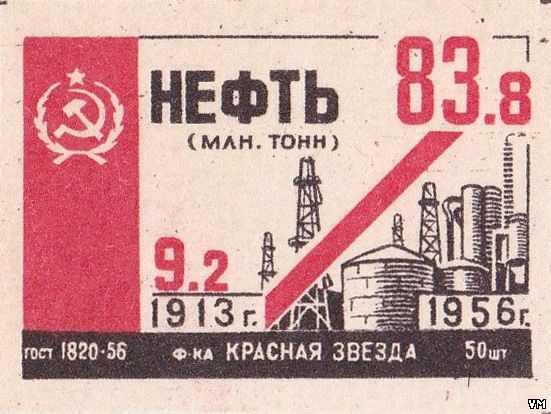 НЕФТЬ
(МЛН. ТОНН)
83.8
9.2
1913 г.
1956 г.
ГОСТ 1820-56 Ф-КА КРАСНАЯ ЗВЕЗДА 50 ШТ
VM